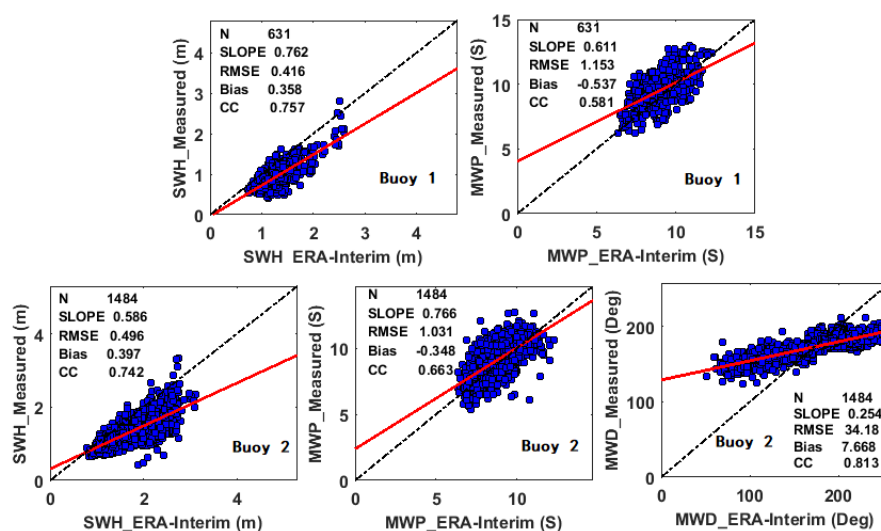 N 631
SLOPE 0.762
RMSE 0.416
Bias 0.358
CC 0.757
Buoy 1
SWH_Measured (m)
4
3
2
1
0
0 1 2 3 4
SWH_ERA-Interim (m)
N 631
SLOPE 0.611
RMSE 1.153
Bias -0.537
CC 0.581
Buoy 1
MWP_Measured (S)
15
10
5
0
0 5 10 15
MWP_ERA-Interim (S)
N 1484
SLOPE 0.586
RMSE 0.496
Bias 0.397
CC 0.742
Buoy 2
SWH_Measured (m)
4
2
0
0 2 4
SWH_ERA-Interim (m)
N 1484
SLOPE 0.766
RMSE 1.031
Bias -0.348
CC 0.663
Buoy 2
MWP_Measured (S)
10
5
0
0 5 10
MWP_ERA-Interim (S)
N 1484
SLOPE 0.254
RMSE 34.18
Bias 7.668
CC 0.813
Buoy 2
MWD_Measured (Deg)
200
100
0
0 100 200
MWD_ERA-Interim (Deg)